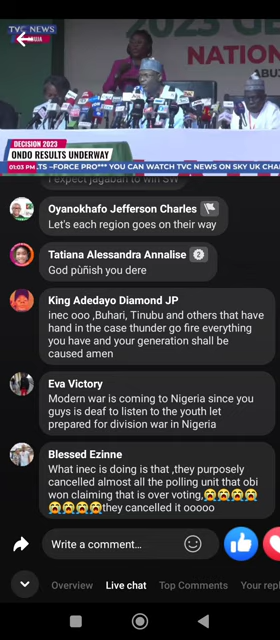 2023 GE
NATION
ABU
TVC NEWS
ABUJA
DECISION 2023
ONDO RESULTS UNDERWAY
01:03 PM
LTS –FORCE PRO*** YOU CAN WATCH TVC NEWS ON SKY UK CHA
I expect jagaban to win SW
Oyanokhafo Jefferson Charles
Let's each region goes on their way
Tatiana Alessandra Annalise 2
God pùñish you dere
King Adedayo Diamond JP
inec ooo ,Buhari, Tinubu and others that have
hand in the case thunder go fire everything
you have and your generation shall be
caused amen
Eva Victory
Modern war is coming to Nigeria since you
guys is deaf to listen to the youth let
prepared for division war in Nigeria
Blessed Ezinne
What inec is doing is that ,they purposely
cancelled almost all the polling unit that obi
won claiming that is over voting,😭😭😭😭
😭😭😭😭they cancelled it ooooo
Write a comment...
Overview Live chat Top Comments Your repl